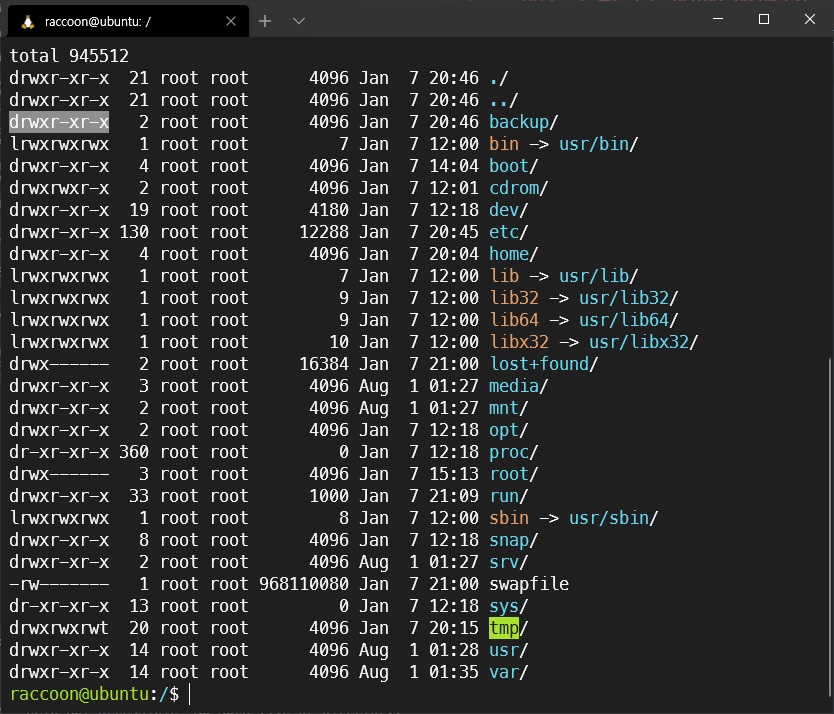 raccoon@ubuntu: /
total 945512
drwxr-xr-x  21 root root      4096 Jan  7 20:46 ./
drwxr-xr-x  21 root root      4096 Jan  7 20:46 ../
drwxr-xr-x   2 root root      4096 Jan  7 20:46 backup/
lrwxrwxrwx   1 root root         7 Jan  7 12:00 bin -> usr/bin/
drwxr-xr-x   4 root root      4096 Jan  7 14:04 boot/
drwxrwxr-x   2 root root      4096 Jan  7 12:01 cdrom/
drwxr-xr-x  19 root root      4180 Jan  7 12:18 dev/
drwxr-xr-x 130 root root     12288 Jan  7 20:45 etc/
drwxr-xr-x   4 root root      4096 Jan  7 20:04 home/
lrwxrwxrwx   1 root root         7 Jan  7 12:00 lib -> usr/lib/
lrwxrwxrwx   1 root root         9 Jan  7 12:00 lib32 -> usr/lib32/
lrwxrwxrwx   1 root root         9 Jan  7 12:00 lib64 -> usr/lib64/
lrwxrwxrwx   1 root root        10 Jan  7 12:00 libx32 -> usr/libx32/
drwx------   2 root root     16384 Jan  7 21:00 lost+found/
drwxr-xr-x   3 root root      4096 Aug  1 01:27 media/
drwxr-xr-x   2 root root      4096 Aug  1 01:27 mnt/
drwxr-xr-x   2 root root      4096 Jan  7 12:18 opt/
dr-xr-xr-x 360 root root         0 Jan  7 12:18 proc/
drwx------   3 root root      4096 Jan  7 15:13 root/
drwxr-xr-x  33 root root      1000 Jan  7 21:09 run/
lrwxrwxrwx   1 root root         8 Jan  7 12:00 sbin -> usr/sbin/
drwxr-xr-x   8 root root      4096 Jan  7 12:18 snap/
drwxr-xr-x   2 root root      4096 Aug  1 01:27 srv/
-rw-------   1 root root 968110080 Jan  7 21:00 swapfile
dr-xr-xr-x  13 root root         0 Jan  7 12:18 sys/
drwxrwxrwt  20 root root      4096 Jan  7 20:15 tmp/
drwxr-xr-x  14 root root      4096 Aug  1 01:28 usr/
drwxr-xr-x  14 root root      4096 Aug  1 01:35 var/
raccoon@ubuntu:/$